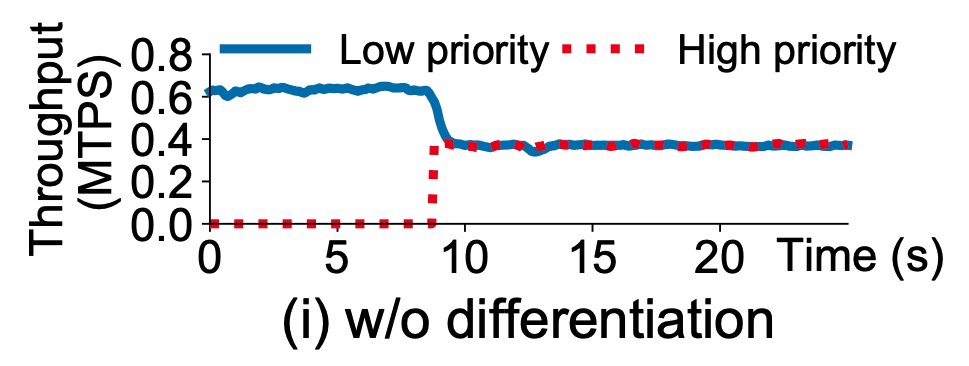 Throughput
(MTPS)
0.8
0.6
0.4
0.2
0.0
Low priority
High priority
0
5
10
15
20
Time (s)
(i) w/o differentiation